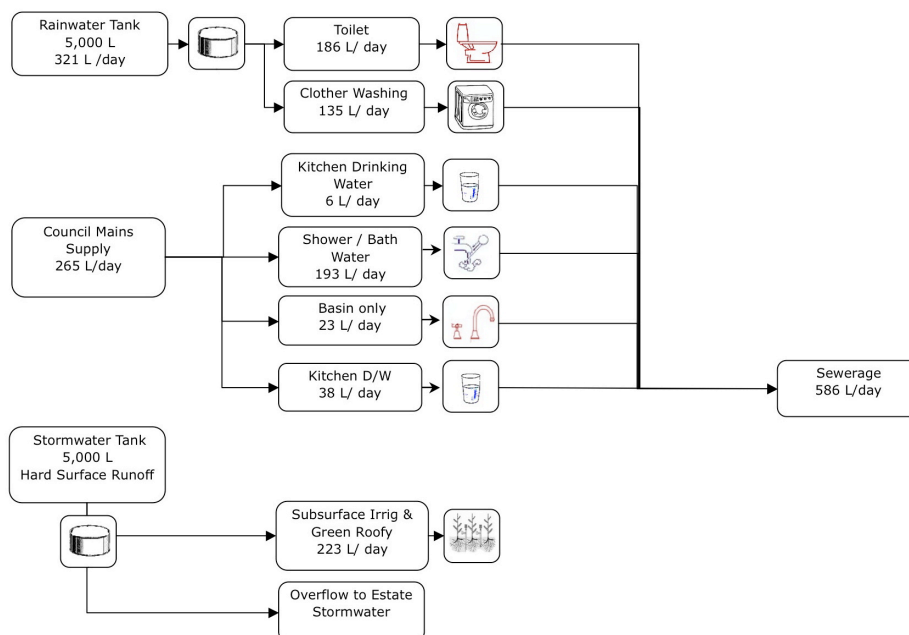 Rainwater Tank
5,000 L
321 L /day
Toilet
186 L/ day
Clother Washing
135 L/ day
Kitchen Drinking
Water
6 L/ day
Council Mains
Supply
265 L/day
Shower / Bath
Water
193 L/ day
Basin only
23 L/ day
Kitchen D/W
38 L/ day
Sewerage
586 L/day
Stormwater Tank
5,000 L
Hard Surface Runoff
Subsurface Irrig &
Green Roofy
223 L/ day
Overflow to Estate
Stormwater